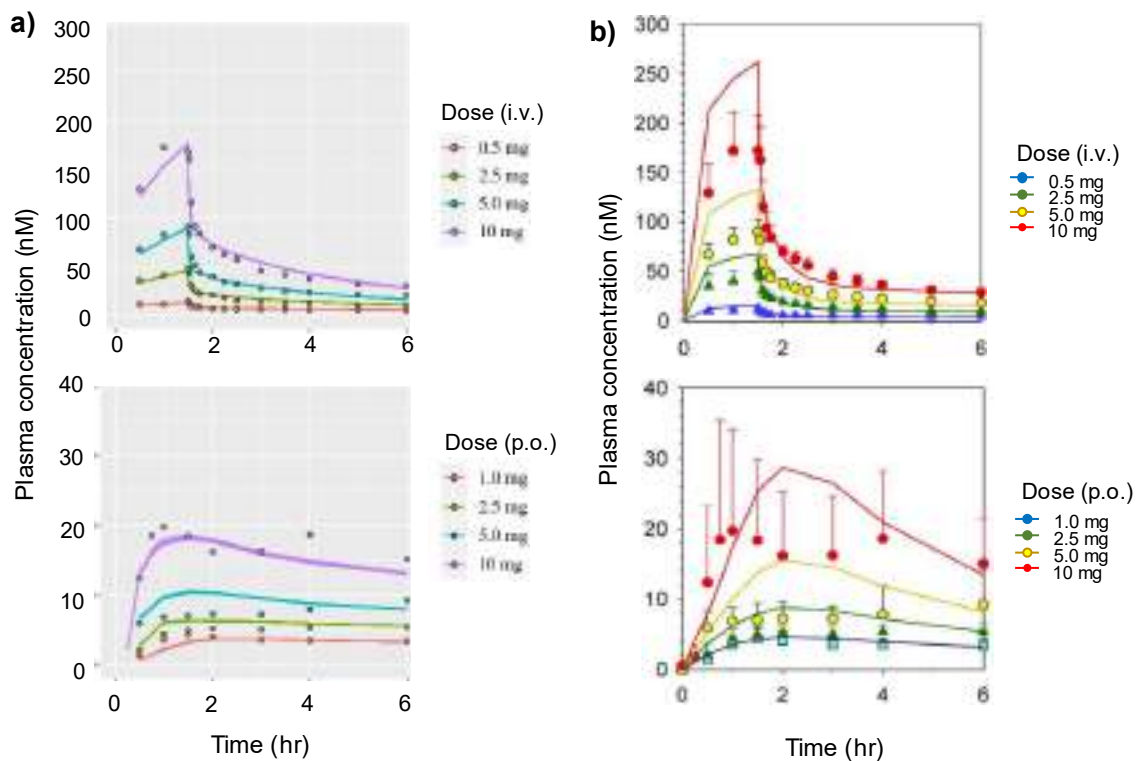 a)
300
250
200
150
100
50
0
0
2
4
6
Dose (i.v.)
0.5 mg
2.5 mg
5.0 mg
10 mg
40
30
20
10
0
0
2
4
6
Dose (p.o.)
1.0 mg
2.5 mg
5.0 mg
10 mg
Plasma concentration (nM)
Time (hr)
b)
300
250
200
150
100
50
0
0
2
4
6
Dose (i.v.)
0.5 mg
2.5 mg
5.0 mg
10 mg
40
30
20
10
0
0
2
4
6
Dose (p.o.)
1.0 mg
2.5 mg
5.0 mg
10 mg
Plasma concentration (nM)
Time (hr)